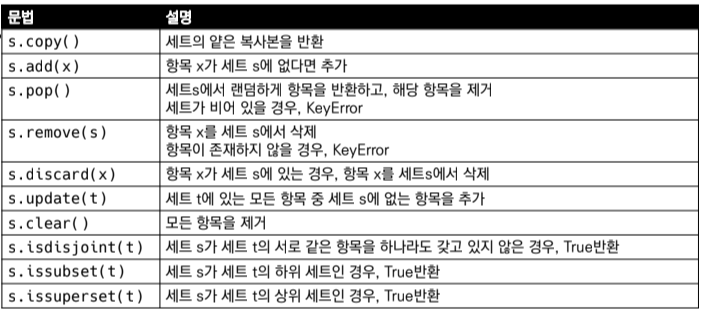 문법 설명
s.copy() 세트의 얕은 복사본을 반환
s.add(x) 항목 x가 세트 s에 없다면 추가
s.pop() 세트s에서 랜덤하게 항목을 반환하고, 해당 항목을 제거
세트가 비어 있을 경우, KeyError
s.remove(s) 항목 x를 세트 s에서 삭제
항목이 존재하지 않을 경우, KeyError
s.discard(x) 항목 x가 세트 s에 있는 경우, 항목 x를 세트s에서 삭제
s.update(t) 세트 t에 있는 모든 항목 중 세트 s에 없는 항목을 추가
s.clear() 모든 항목을 제거
s.isdisjoint(t) 세트 s가 세트 t의 서로 같은 항목을 하나라도 갖고 있지 않은 경우, True반환
s.issubset(t) 세트 s가 세트 t의 하위 세트인 경우, True반환
s.issuperset(t) 세트 s가 세트 t의 상위 세트인 경우, True반환